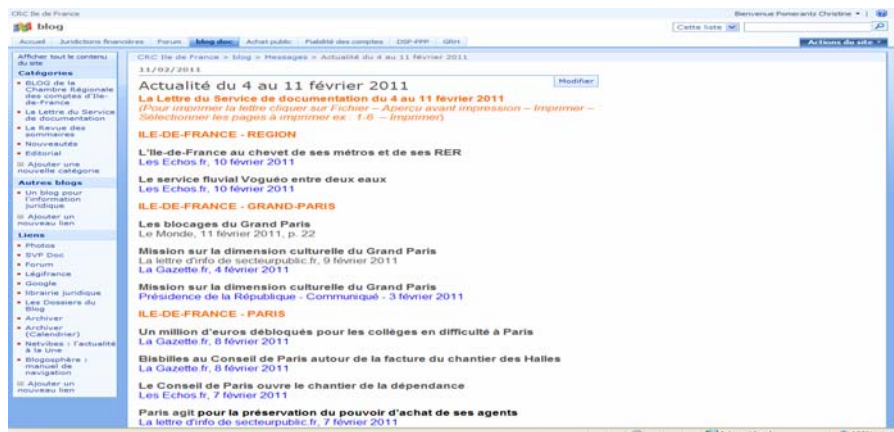 CRC Ile de France
Bienvenue Pomerantz Christine
blog
Cette liste
Accueil Juridictions financières Forum blog doc Achat public Fiabilité des comptes DSP-PPP GRH
Actions du site
Afficher tout le contenu du site
Catégories
BLOG de la Chambre Régionale des comptes d'Ile-de-France
La Lettre du Service de documentation
La Revue des sommaires
Nouveautés
Editorial
Ajouter une nouvelle catégorie
Autres blogs
Un blog pour l'information juridique
Ajouter un nouveau lien
Liens
Photos
SVP Doc
Forum
Légifrance
Google
librairie juridique
Les Dossiers du Blog
Archiver
Archiver (Calendrier)
Netvibes : l'actualité à la Une
Blogosphère : manuel de navigation
Ajouter un nouveau lien
CRC Ile de France > blog > Messages > Actualité du 4 au 11 février 2011
11/02/2011
Modifier
Actualité du 4 au 11 février 2011
La Lettre du Service de documentation du 4 au 11 février 2011
(Pour imprimer la lettre cliquer sur Fichier – Aperçu avant impression – Imprimer –
Sélectionner les pages à imprimer ex : 1-6 – Imprimer)
ILE-DE-FRANCE - REGION
L'Ile-de-France au chevet de ses métros et de ses RER
Les Echos.fr, 10 février 2011
Le service fluvial Voguéo entre deux eaux
Les Echos.fr, 10 février 2011
ILE-DE-FRANCE - GRAND-PARIS
Les blocages du Grand Paris
Le Monde, 11 février 2011, p. 22
Mission sur la dimension culturelle du Grand Paris
La lettre d'info de secteurpublic.fr, 9 février 2011
La Gazette.fr, 4 février 2011
Mission sur la dimension culturelle du Grand Paris
Présidence de la République - Communiqué - 3 février 2011
ILE-DE-FRANCE - PARIS
Un million d'euros débloqués pour les collèges en difficulté à Paris
La Gazette.fr, 8 février 2011
Bisbilles au Conseil de Paris autour de la facture du chantier des Halles
La Gazette.fr, 8 février 2011
Le Conseil de Paris ouvre le chantier de la dépendance
Les Echos.fr, 7 février 2011
Paris agit pour la préservation du pouvoir d'achat de ses agents
La lettre d'info de secteurpublic.fr, 7 février 2011